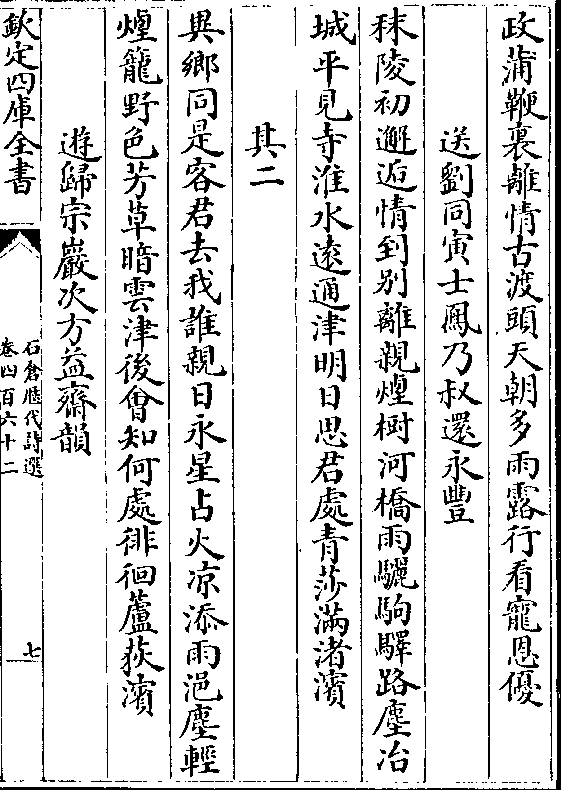 政蒲鞭裏離情古渡頭天朝多雨露行看寵恩優
送劉同寅士鳳乃叔還永豐
秣陵初邂逅情到别離親煙樹河橋雨驪駒驛路塵冶
城平見寺淮水遠通津明日思君處青莎滿渚濱
其二
異鄉同是客君去我誰親日永星占火凉添雨浥塵輕
煙籠野色芳草暗雲津後會知何處徘徊蘆荻濱
遊歸宗巖次方益齋韻
欽定四庫全書
石倉歴代詩選
卷四百六十二
七